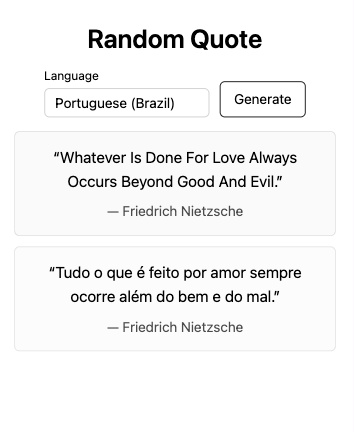 Random Quote
Language
Portuguese (Brazil)
Generate
“Whatever Is Done For Love Always
Occurs Beyond Good And Evil.”
— Friedrich Nietzsche
“Tudo o que é feito por amor sempre
ocorre além do bem e do mal.”
— Friedrich Nietzsche